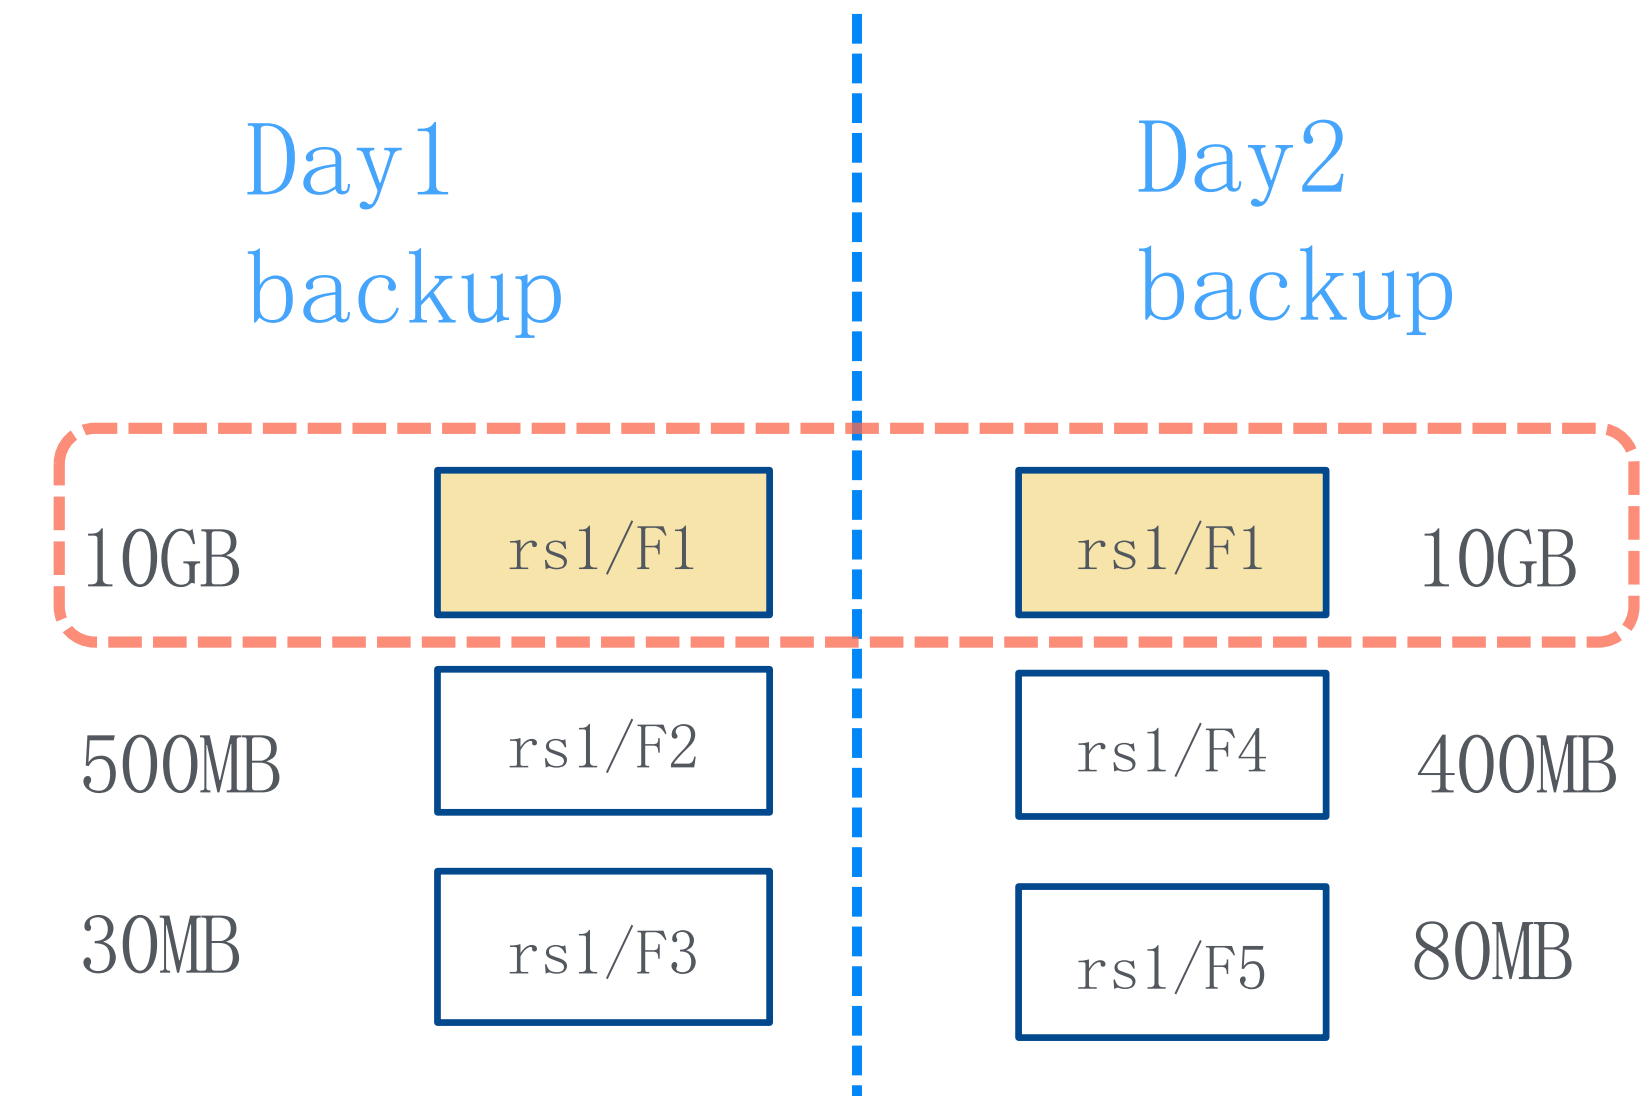 Day1
backup
Day2
backup
10GB
rs1/F1
rs1/F1
10GB
500MB
rs1/F2
rs1/F4
400MB
30MB
rs1/F3
rs1/F5
80MB